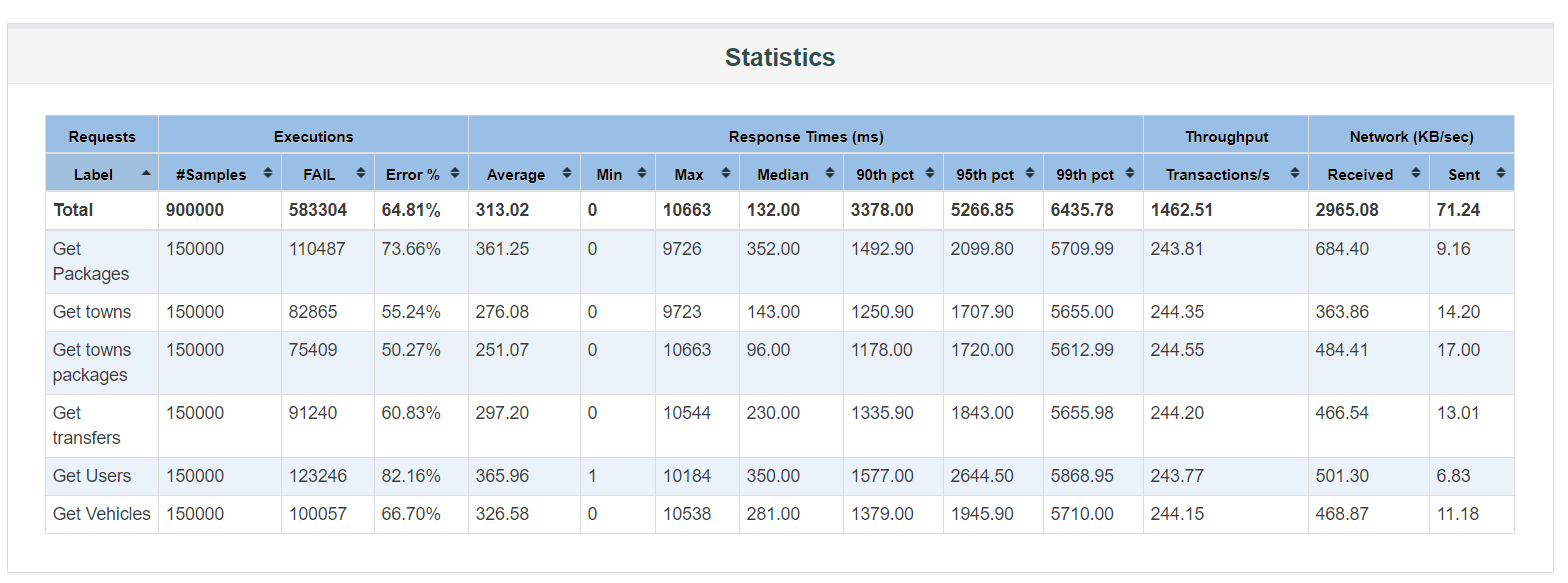 Statistics
Requests Executions Response Times (ms) Throughput Network (KB/sec)
Label #Samples FAIL Error % Average Min Max Median 90th pct 95th pct 99th pct Transactions/s Received Sent
Total 900000 583304 64.81% 313.02 0 10663 132.00 3378.00 5266.85 6435.78 1462.51 2965.08 71.24
Get 150000 110487 73.66% 361.25 0 9726 352.00 1492.90 2099.80 5709.99 243.81 684.40 9.16
Packages
Get towns 150000 82865 55.24% 276.08 0 9723 143.00 1250.90 1707.90 5655.00 244.35 363.86 14.20
Get towns 150000 75409 50.27% 251.07 0 10663 96.00 1178.00 1720.00 5612.99 244.55 484.41 17.00
packages
Get 150000 91240 60.83% 297.20 0 10544 230.00 1335.90 1843.00 5655.98 244.20 466.54 13.01
transfers
Get Users 150000 123246 82.16% 365.96 1 10184 350.00 1577.00 2644.50 5868.95 243.77 501.30 6.83
Get Vehicles 150000 100057 66.70% 326.58 0 10538 281.00 1379.00 1945.90 5710.00 244.15 468.87 11.18